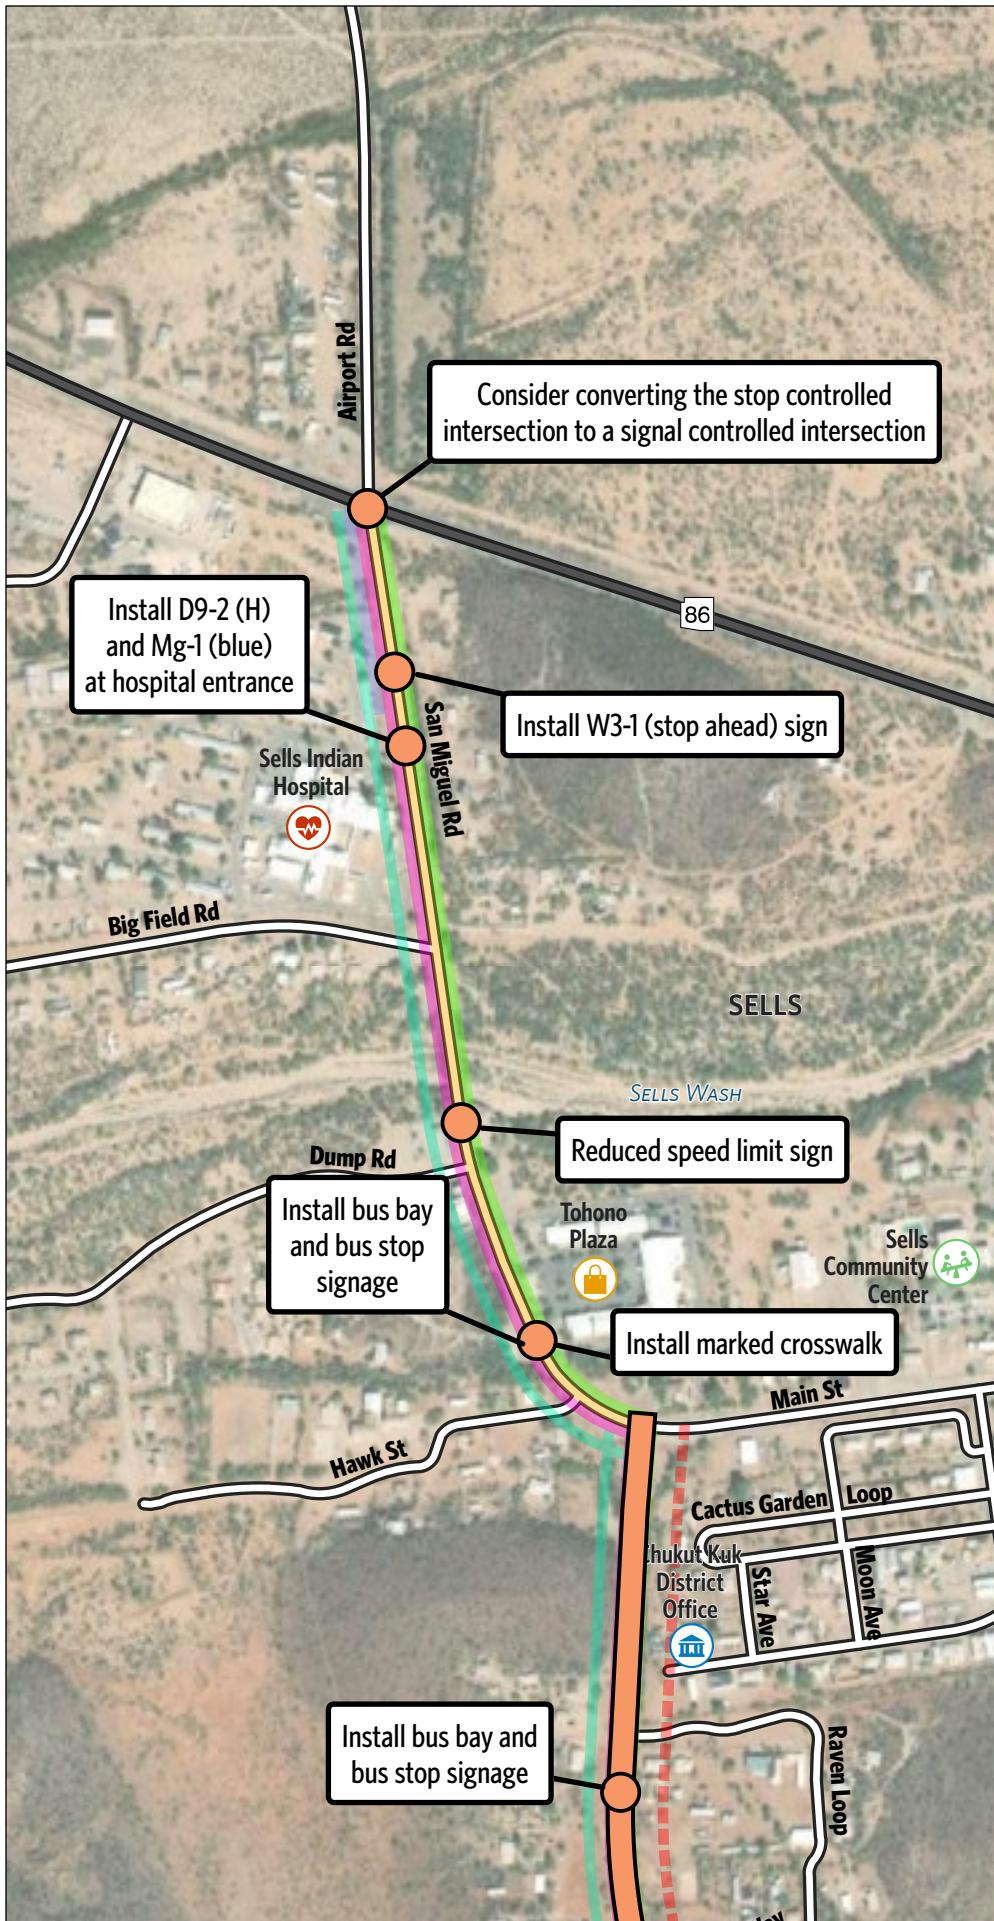 Airport Rd
Consider converting the stop controlled
intersection to a signal controlled intersection
86
Install D9-2 (H)
and Mg-1 (blue)
at hospital entrance
Install W3-1 (stop ahead) sign
San Miguel Rd
Sells Indian
Hospital
Big Field Rd
SELLS
SELLS WASH
Reduced speed limit sign
Dump Rd
Install bus bay
and bus stop
signage
Tohono
Plaza
Sells
Community
Center
Install marked crosswalk
Main St
Hawk St
Cactus Garden Loop
hukut Kuk
District
Office
Star Ave
Moon Ave
Install bus bay and
bus stop signage
Raven Loop